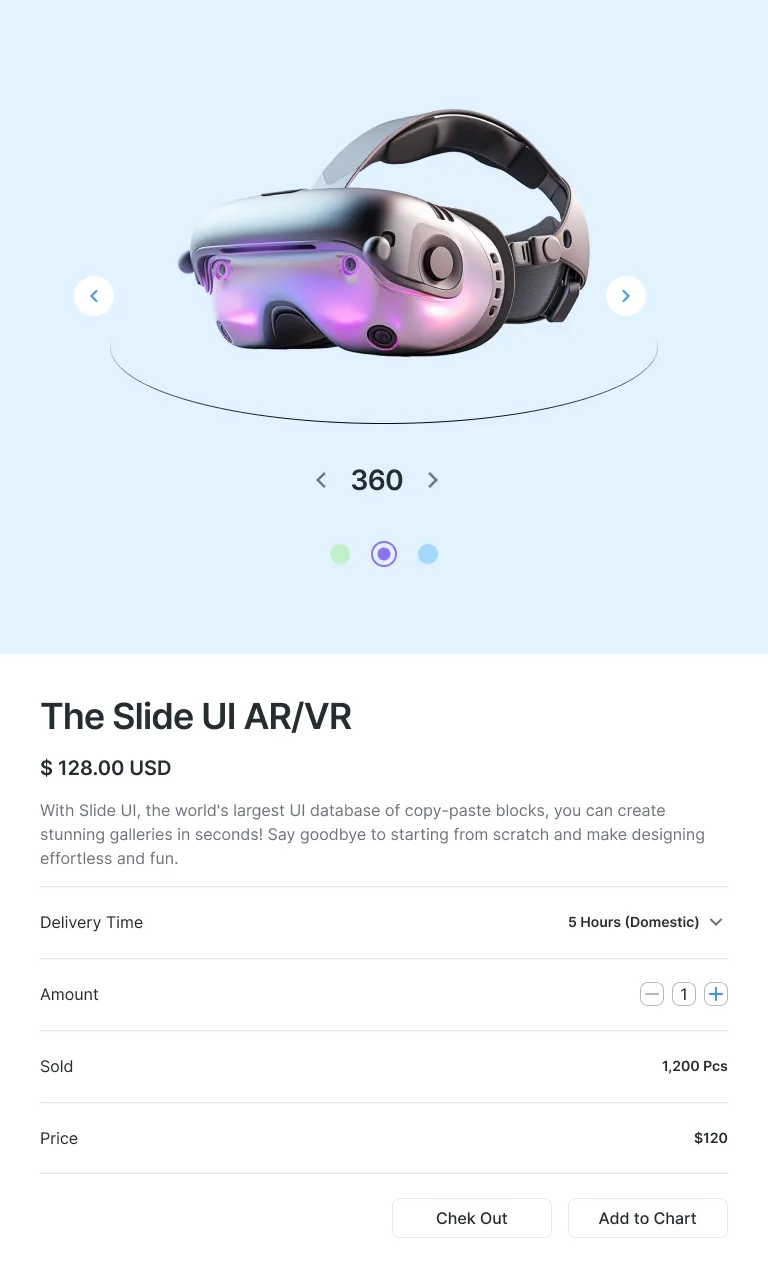 360
The Slide UI AR/VR
$ 128.00 USD
With Slide UI, the world's largest UI database of copy-paste blocks, you can create
stunning galleries in seconds! Say goodbye to starting from scratch and make designing
effortless and fun.
Delivery Time 5 Hours (Domestic)
Amount 1
Sold 1,200 Pcs
Price $120
Chek Out Add to Chart